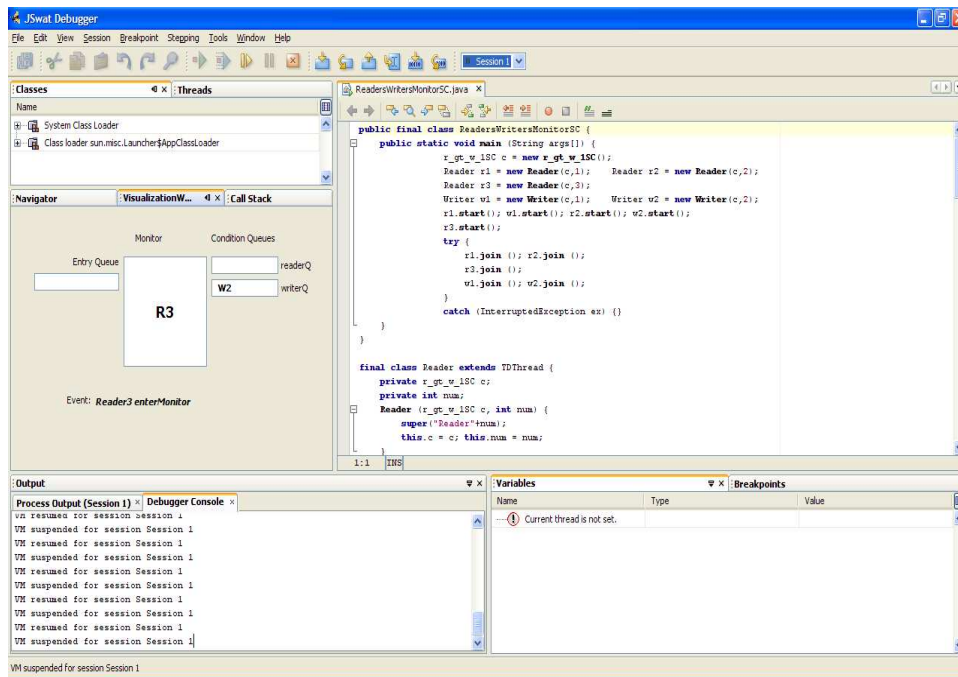 JSwat Debugger
File Edit View Session Breakpoint Stepping Tools Window Help
Session 1
Classes Threads
Name
System Class Loader
Class loader sun.misc.Launcher$AppClassLoader
Navigator VisualizationW... Call Stack
Monitor Condition Queues
Entry Queue
readerQ
W2 writerQ
R3
Event: Reader3 enterMonitor
ReadersWritersMonitorSC.java
public final class ReadersWritersMonitorSC {
public static void main (String args[]) {
r_gt_w_1SC c = new r_gt_w_1SC();
Reader r1 = new Reader(c,1); Reader r2 = new Reader(c,2);
Reader r3 = new Reader(c,3);
Writer w1 = new Writer(c,1); Writer w2 = new Writer(c,2);
r1.start(); w1.start(); r2.start(); w2.start();
r3.start();
try {
r1.join (); r2.join ();
r3.join ();
w1.join (); w2.join ();
}
catch (InterruptedException ex) {}
}
}
final class Reader extends TDThread {
private r_gt_w_1SC c;
private int num;
Reader (r_gt_w_1SC c, int num) {
super("Reader"+num);
this.c = c; this.num = num;
}
1:1 INS
Output
Process Output (Session 1) Debugger Console
VM resumed for session Session 1
VM suspended for session Session 1
VM resumed for session Session 1
VM suspended for session Session 1
VM resumed for session Session 1
VM suspended for session Session 1
VM resumed for session Session 1
VM suspended for session Session 1
VM resumed for session Session 1
VM suspended for session Session 1
Variables Breakpoints
Name Type Value
Current thread is not set.
VM suspended for session Session 1